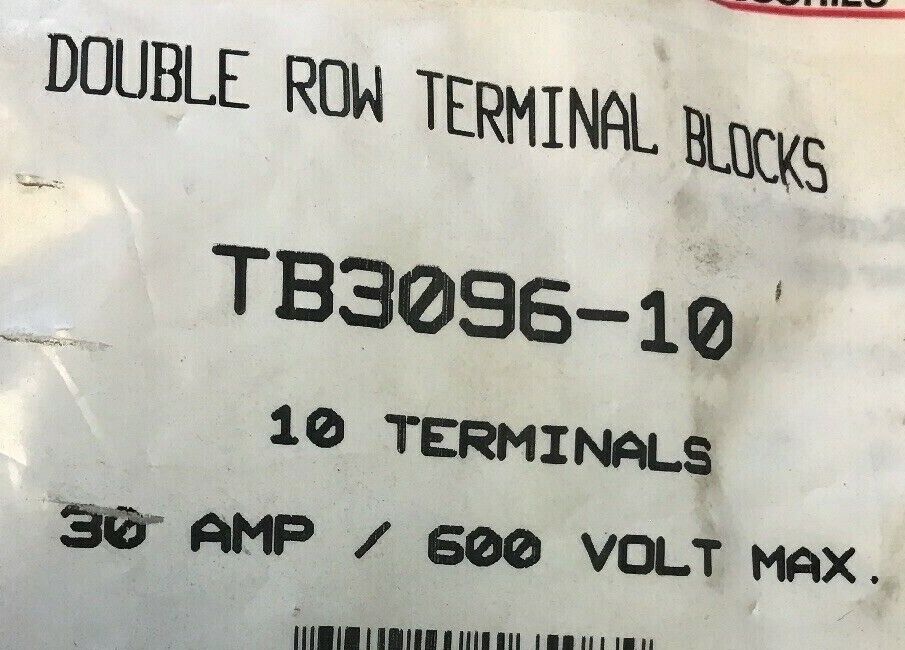 DOUBLE ROW TERMINAL BLOCKS
TB3096-10
10 TERMINALS
30 AMP / 600 VOLT MAX.